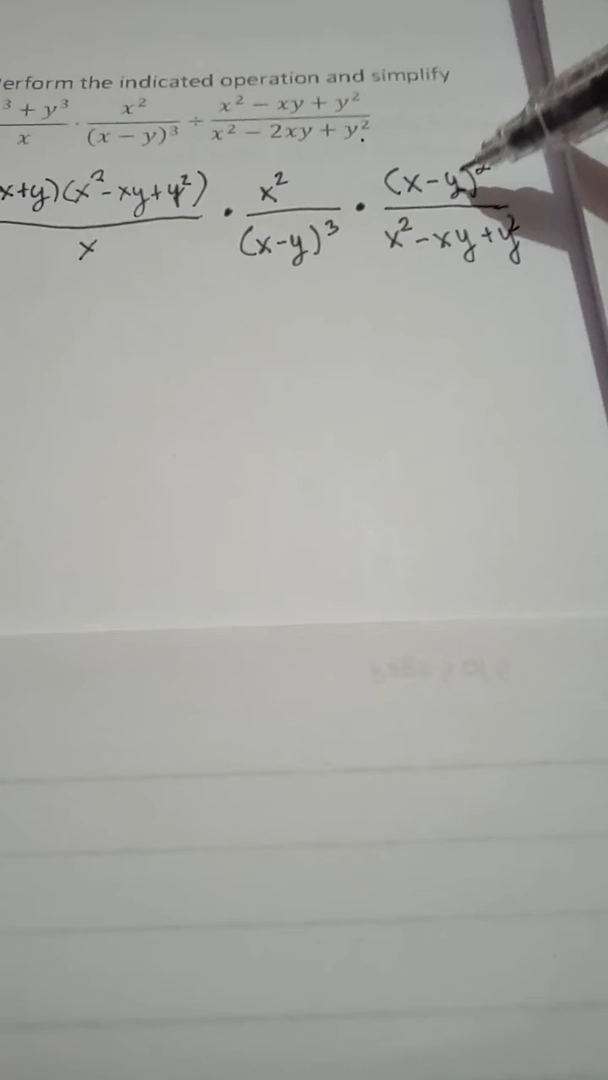 erform the indicated operation and simplify
³ + y³ / x · x² / (x − y)³ ÷ x² − xy + y² / x² − 2xy + y²
x+y)(x²-xy+y²) / x · x² / (x-y)³ · (x-y)² / x²-xy+y²